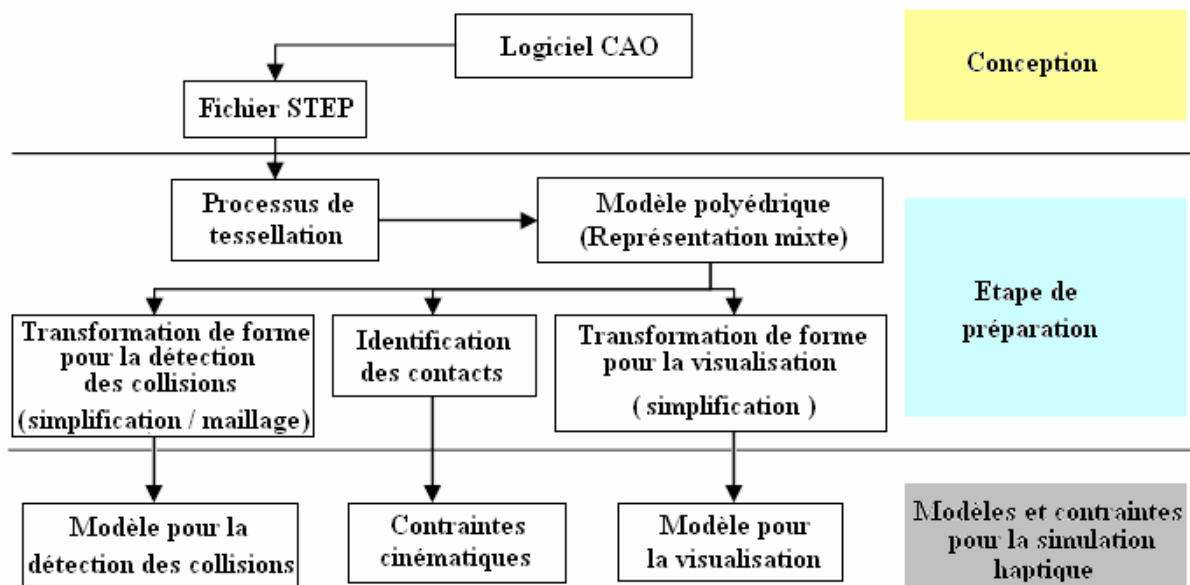 Logiciel CAO
Conception
Fichier STEP
Processus de
tessellation
Modèle polyédrique
(Représentation mixte)
Etape de
préparation
Transformation de forme
pour la détection
des collisions
(simplification / maillage)
Identification
des contacts
Transformation de forme
pour la visualisation
( simplification )
Modèle pour la
détection des collisions
Contraintes
cinématiques
Modèle pour
la visualisation
Modèles et contraintes
pour la simulation
haptique